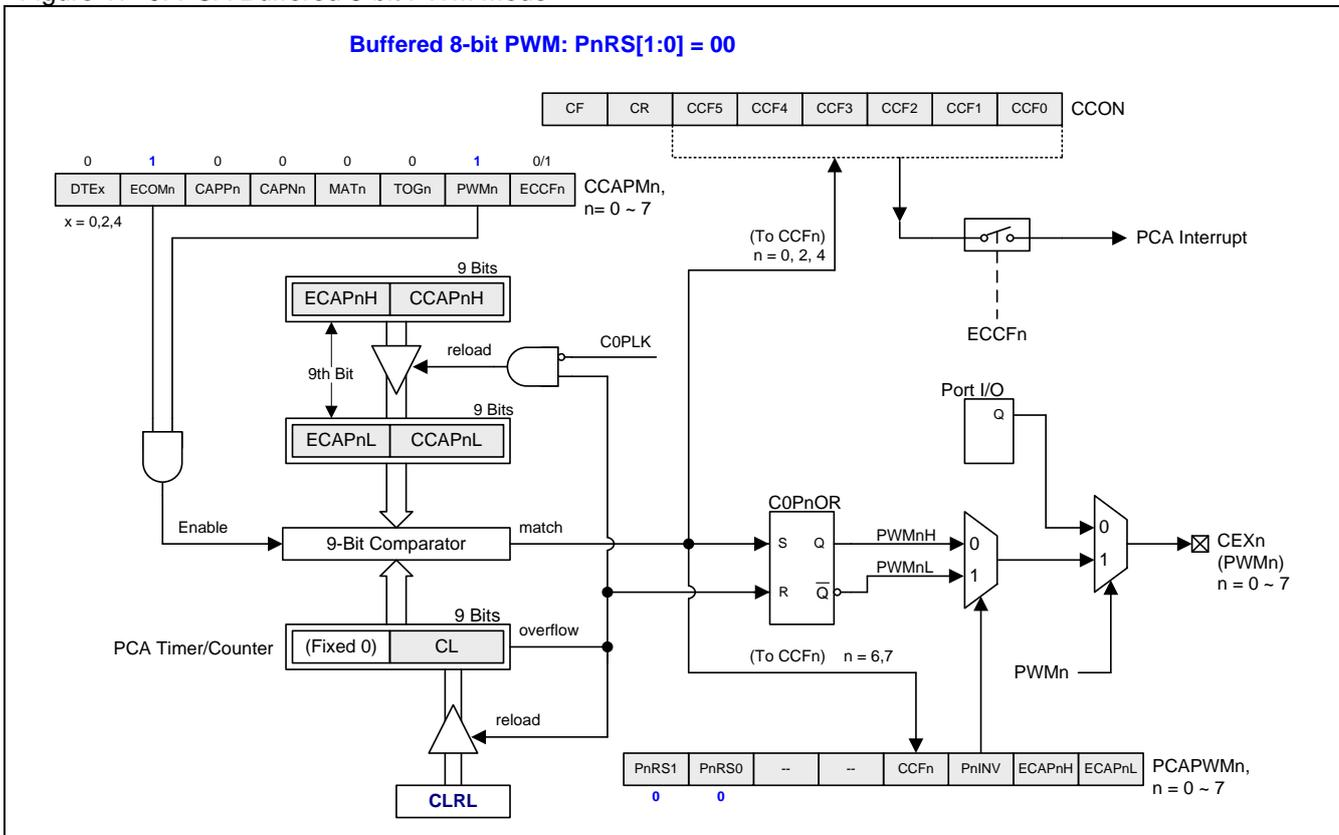 Buffered 8-bit PWM: PnRS[1:0] = 00
CF CR CCF5 CCF4 CCF3 CCF2 CCF1 CCF0 CCON
0 1 0 0 0 0 1 0/1
DTEx ECOMn CAPPn CAPNn MATn TOGn PWMn ECCFn CCAPMn,
n= 0 ~ 7
x = 0,2,4
(To CCFn)
n = 0, 2, 4
PCA Interrupt
ECCFn
9 Bits
ECAPnH CCAPnH
reload
C0PLK
9th Bit
9 Bits
ECAPnL CCAPnL
Port I/O
Q
Enable
9-Bit Comparator
match
C0PnOR
S Q
R Q
PWMnH
PWMnL
0
1
0
1
CEXn
(PWMn)
n = 0 ~ 7
9 Bits
PCA Timer/Counter
(Fixed 0) CL
overflow
(To CCFn) n = 6,7
PWMn
reload
CLRL
PnRS1 PnRS0 -- -- CCFn PnINV ECAPnH ECAPnL PCAPWMn,
n = 0 ~ 7
0 0